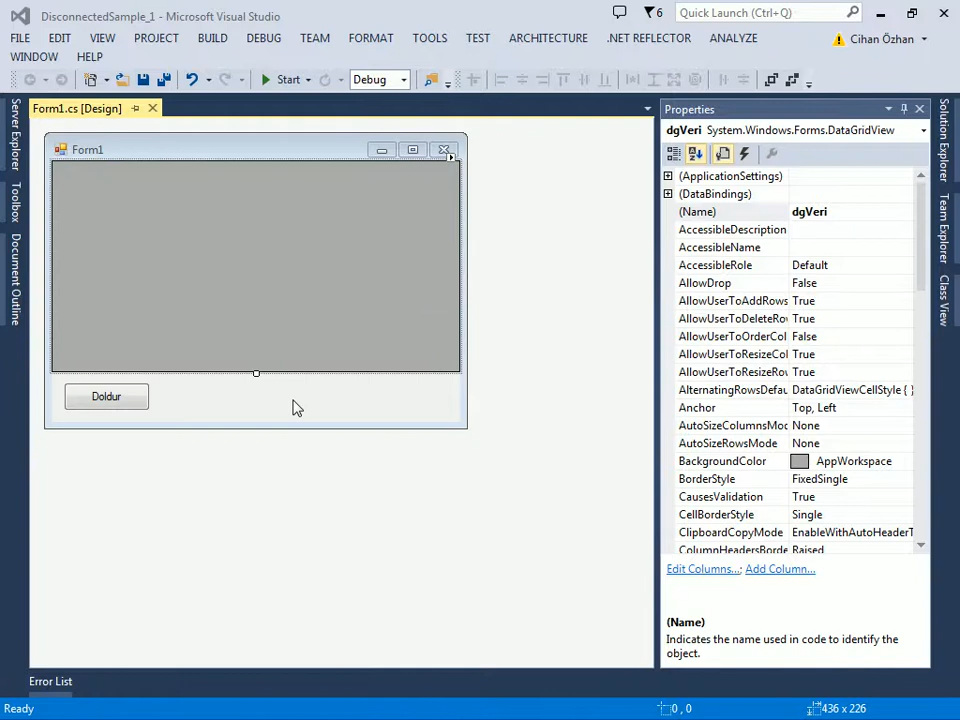 DisconnectedSample_1 - Microsoft Visual Studio
6
Quick Launch (Ctrl+Q)
FILE EDIT VIEW PROJECT BUILD DEBUG TEAM FORMAT TOOLS TEST ARCHITECTURE .NET REFLECTOR ANALYZE
Cihan Özhan
WINDOW HELP
Start Debug
Server Explorer
Toolbox
Document Outline
Form1.cs [Design]
Form1
Doldur
Properties
dgVeri System.Windows.Forms.DataGridView
(ApplicationSettings)
(DataBindings)
(Name) dgVeri
AccessibleDescription
AccessibleName
AccessibleRole Default
AllowDrop False
AllowUserToAddRows True
AllowUserToDeleteRov True
AllowUserToOrderCol False
AllowUserToResizeCol True
AllowUserToResizeRov True
AlternatingRowsDefau DataGridViewCellStyle { }
Anchor Top, Left
AutoSizeColumnsMod None
AutoSizeRowsMode None
BackgroundColor AppWorkspace
BorderStyle FixedSingle
CausesValidation True
CellBorderStyle Single
ClipboardCopyMode EnableWithAutoHeaderT
ColumnHeadersBorde Raised
Edit Columns...; Add Column...
(Name)
Indicates the name used in code to identify the
object.
Solution Explorer
Team Explorer
Class View
Error List
Ready
0 , 0
436 x 226